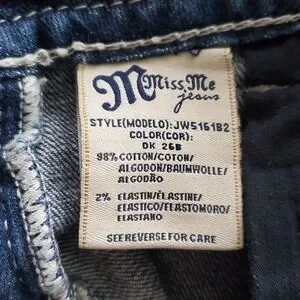 M Miss Me
jeans
STYLE(MODELO):JW5161B2
COLOR(COR):
DK 26B
98%COTTON/COTON/
ALGODON/BAUMWOLLE/
ALGODÃO
2% ELASTIN/ÉLASTINE/
ELASTICO/ELASTOMORO/
ELASTANO
SEE REVERSE FOR CARE